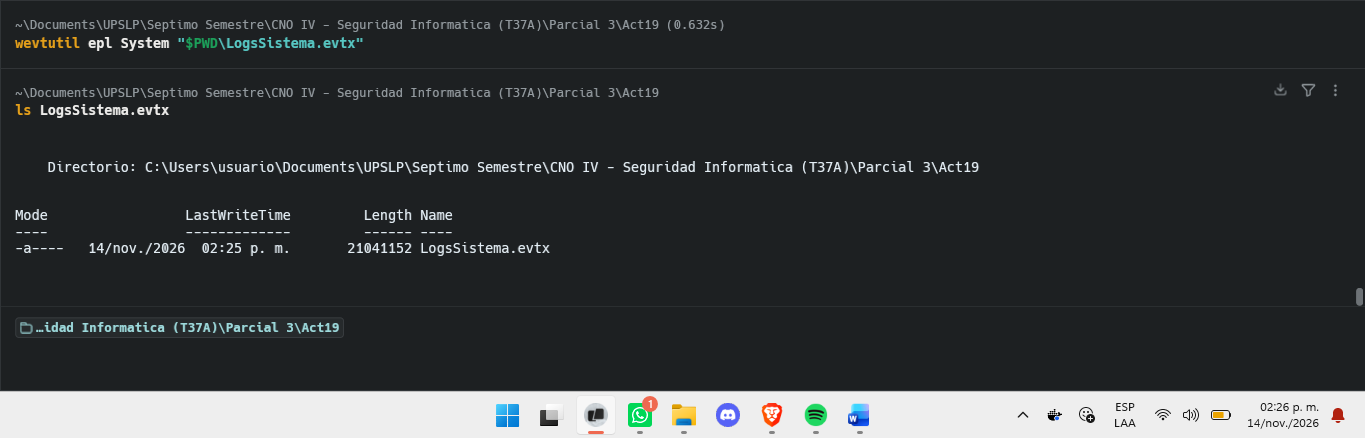 ~\Documents\UPSLP\Septimo Semestre\CNO IV - Seguridad Informatica (T37A)\Parcial 3\Act19 (0.632s)
wevtutil epl System "$PWD\LogsSistema.evtx"
~\Documents\UPSLP\Septimo Semestre\CNO IV - Seguridad Informatica (T37A)\Parcial 3\Act19
ls LogsSistema.evtx
Directorio: C:\Users\usuario\Documents\UPSLP\Septimo Semestre\CNO IV - Seguridad Informatica (T37A)\Parcial 3\Act19
Mode LastWriteTime Length Name
---- ------------- ------ ----
-a---- 14/nov./2026 02:25 p. m. 21041152 LogsSistema.evtx
…idad Informatica (T37A)\Parcial 3\Act19
1
W
ESP
LAA
02:26 p. m.
14/nov./2026